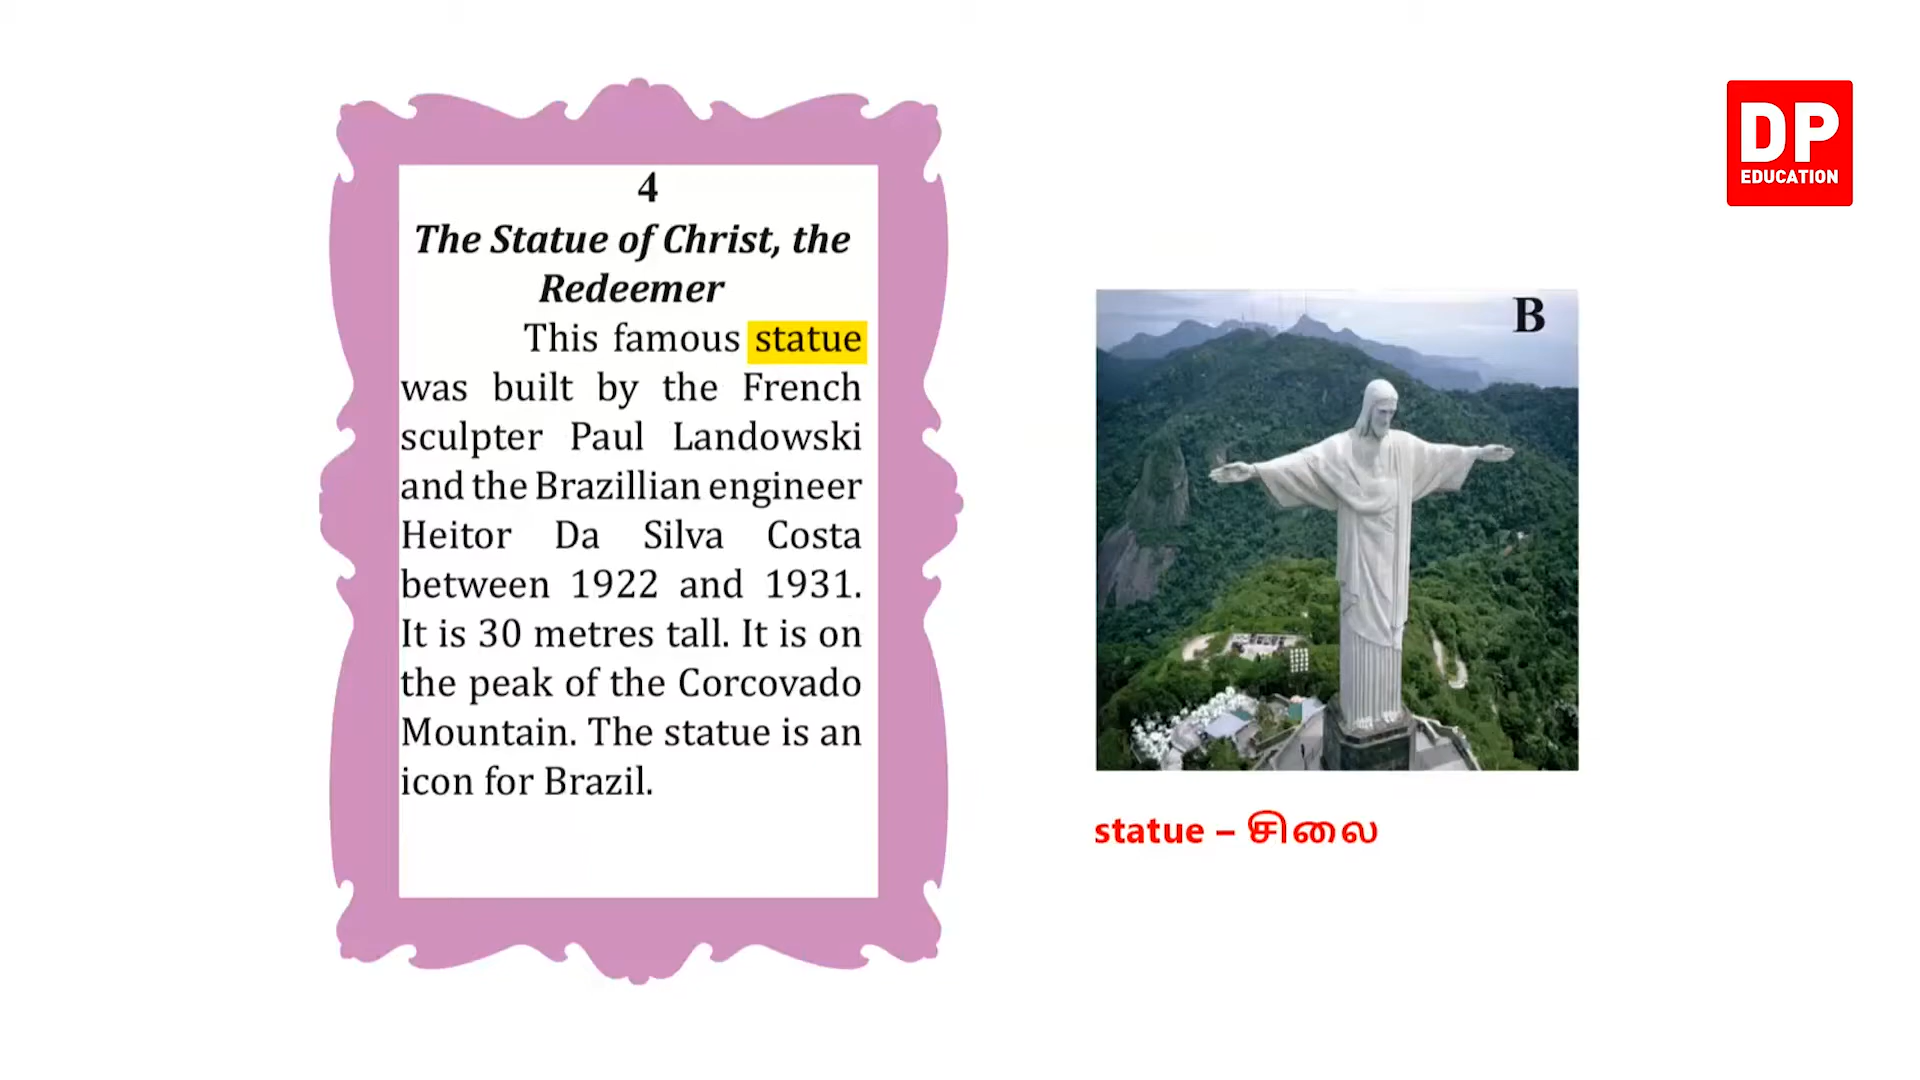 4
The Statue of Christ, the
Redeemer
This famous statue
was built by the French
sculpter Paul Landowski
and the Brazillian engineer
Heitor Da Silva Costa
between 1922 and 1931.
It is 30 metres tall. It is on
the peak of the Corcovado
Mountain. The statue is an
icon for Brazil.
DP
EDUCATION
B
statue – சிலை